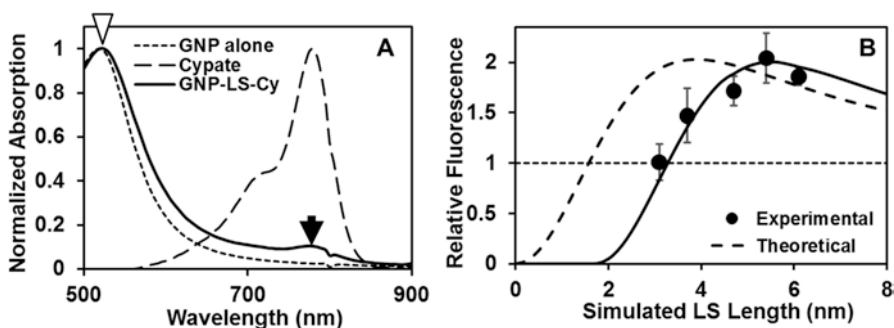 A
GNP alone
Cypate
GNP-LS-Cy
Normalized Absorption
1
0.8
0.6
0.4
0.2
0
500
700
900
Wavelength (nm)
B
Relative Fluorescence
2
1.5
1
0.5
0
Experimental
Theoretical
0
2
4
6
8
Simulated LS Length (nm)